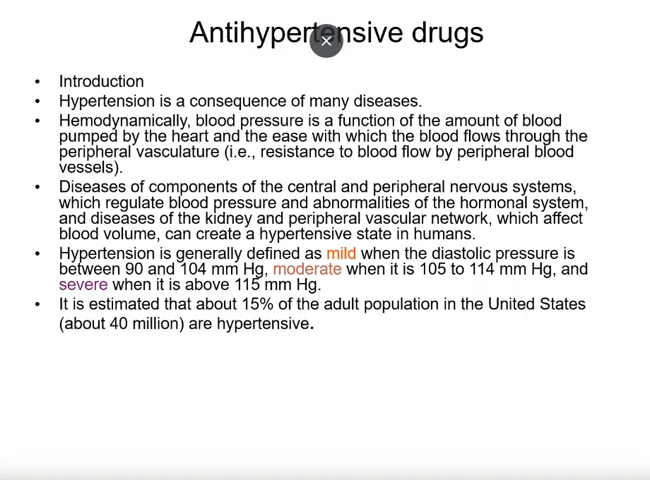 Antihypertensive drugs
• Introduction
• Hypertension is a consequence of many diseases.
• Hemodynamically, blood pressure is a function of the amount of blood
pumped by the heart and the ease with which the blood flows through the
peripheral vasculature (i.e., resistance to blood flow by peripheral blood
vessels).
• Diseases of components of the central and peripheral nervous systems,
which regulate blood pressure and abnormalities of the hormonal system,
and diseases of the kidney and peripheral vascular network, which affect
blood volume, can create a hypertensive state in humans.
• Hypertension is generally defined as mild when the diastolic pressure is
between 90 and 104 mm Hg, moderate when it is 105 to 114 mm Hg, and
severe when it is above 115 mm Hg.
• It is estimated that about 15% of the adult population in the United States
(about 40 million) are hypertensive.